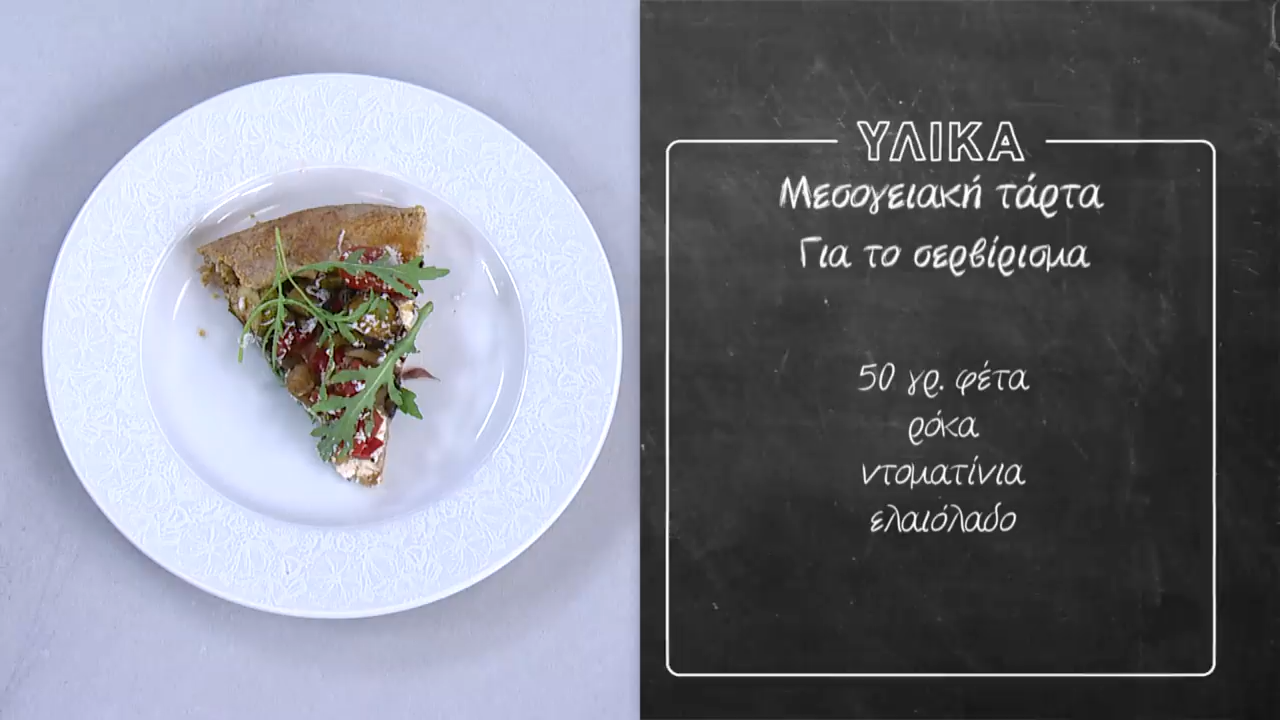 ΥΛΙΚΑ
Μεσογειακή τάρτα
Για το σερβίρισμα
50 γρ. φέτα
ρόκα
ντοματίνια
ελαιόλαδο